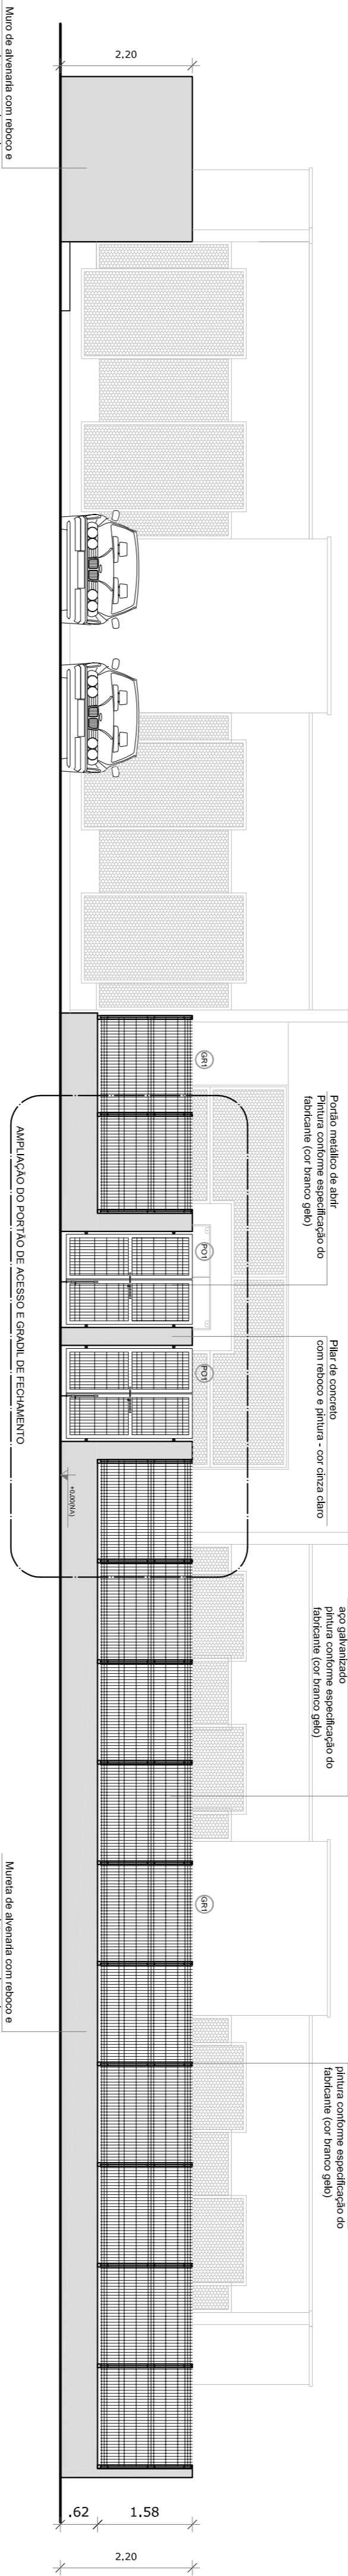 2,20
Muro de alvenaria com reboco e
GR1
Portão metálico de abrir
Pintura conforme especificação do
fabricante (cor branco gelo)
PO1
Pilar de concreto
com reboco e pintura - cor cinza claro
PO1
AMPLIAÇÃO DO PORTÃO DE ACESSO E GRADIL DE FECHAMENTO
+0,00(NA)
aço galvanizado
pintura conforme especificação do
fabricante (cor branco gelo)
GR1
pintura conforme especificação do
fabricante (cor branco gelo)
Mureta de alvenaria com reboco e
.62
1.58
2,20